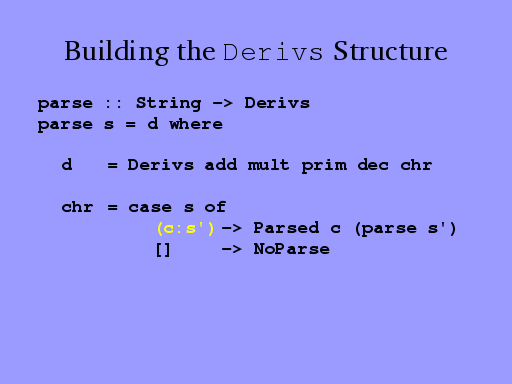 Building the Derivs Structure
parse :: String -> Derivs
parse s = d where
d = Derivs add mult prim dec chr
chr = case s of
(c:s') -> Parsed c (parse s')
[] -> NoParse